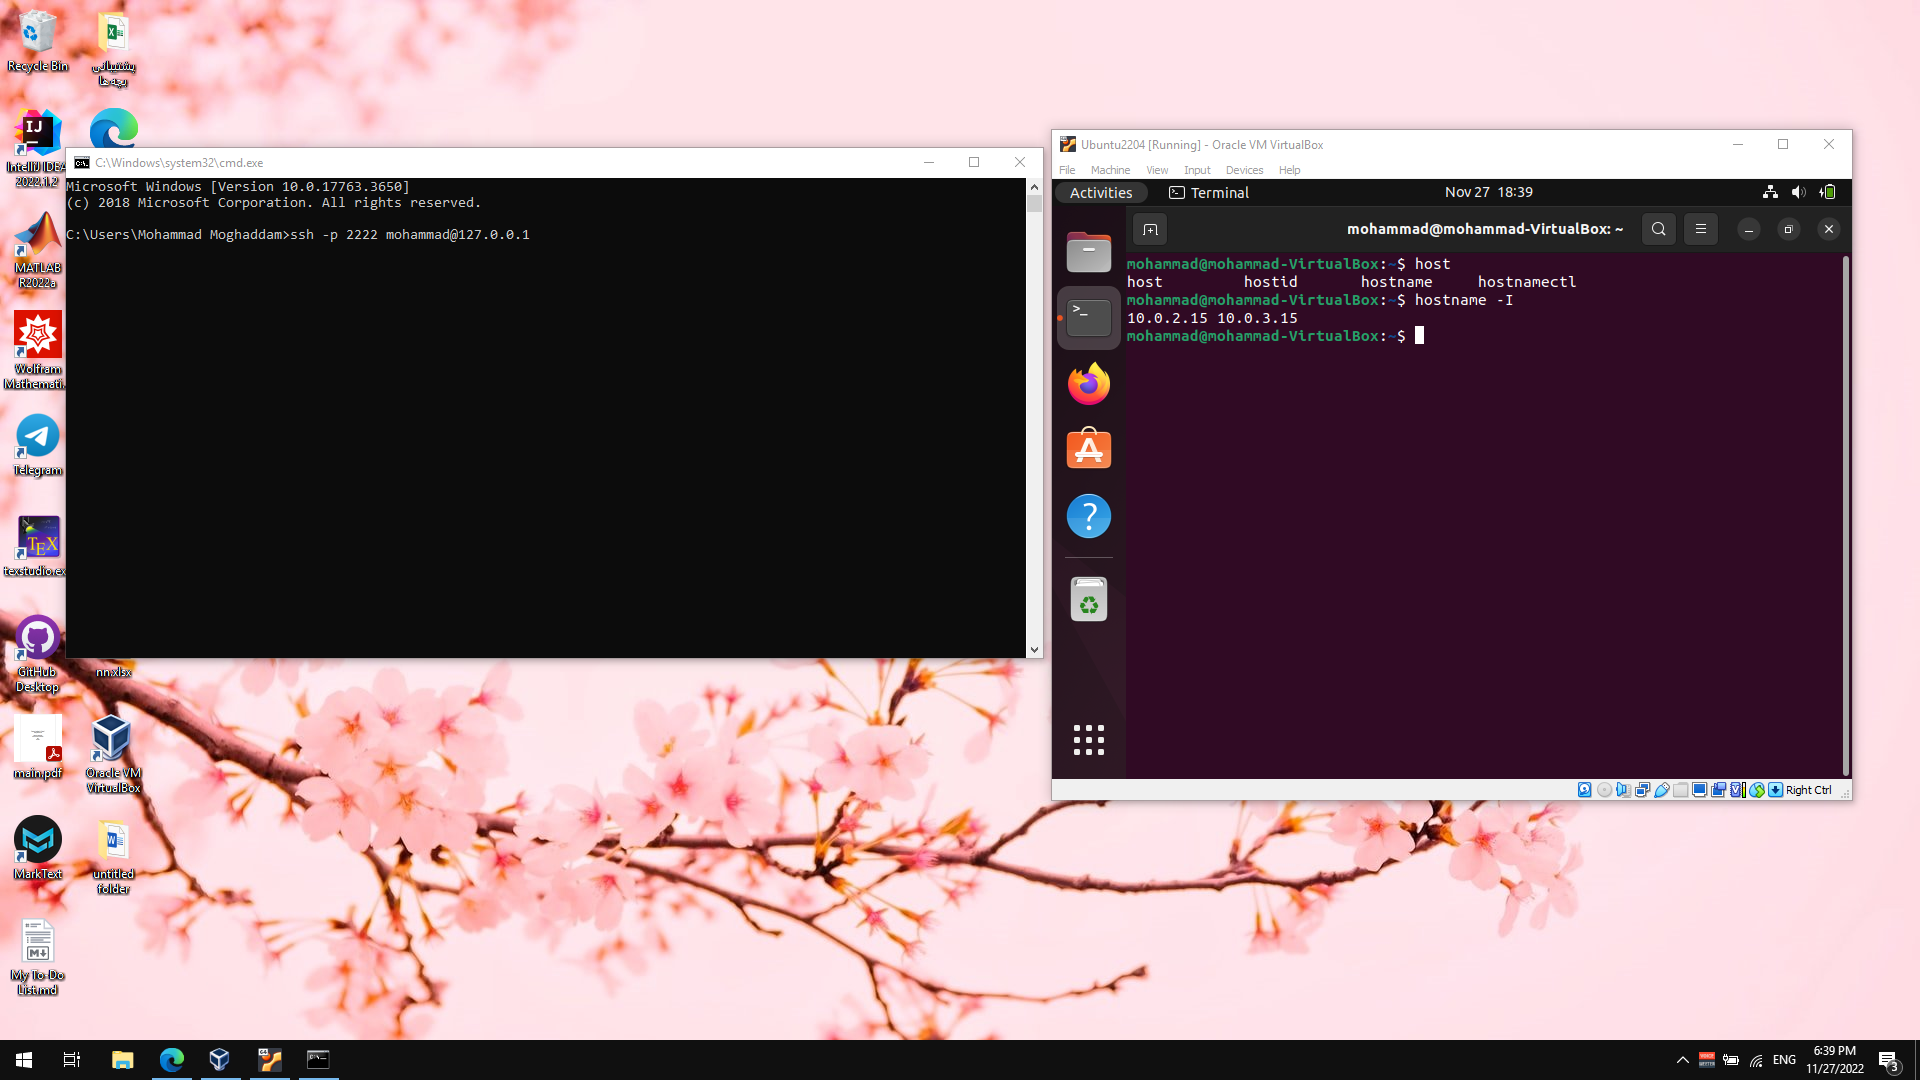 Recycle Bin
پشتیبانی
بچه ها
IJ
IntelliJ IDEA
2022.1.2
MATLAB
R2022a
Wolfram
Mathemati...
Telegram
TEX
texstudio.ex
GitHub
Desktop
nn.xlsx
main.pdf
Oracle VM
VirtualBox
MarkText
untitled
folder
My To-Do
List.md
C:\Windows\system32\cmd.exe
Microsoft Windows [Version 10.0.17763.3650]
(c) 2018 Microsoft Corporation. All rights reserved.
C:\Users\Mohammad Moghaddam>ssh -p 2222 mohammad@127.0.0.1
Ubuntu2204 [Running] - Oracle VM VirtualBox
File Machine View Input Devices Help
Activities Terminal Nov 27 18:39
mohammad@mohammad-VirtualBox: ~
mohammad@mohammad-VirtualBox:~$ host
host hostid hostname hostnamectl
mohammad@mohammad-VirtualBox:~$ hostname -I
10.0.2.15 10.0.3.15
mohammad@mohammad-VirtualBox:~$
Right Ctrl
ENG
6:39 PM
11/27/2022
3